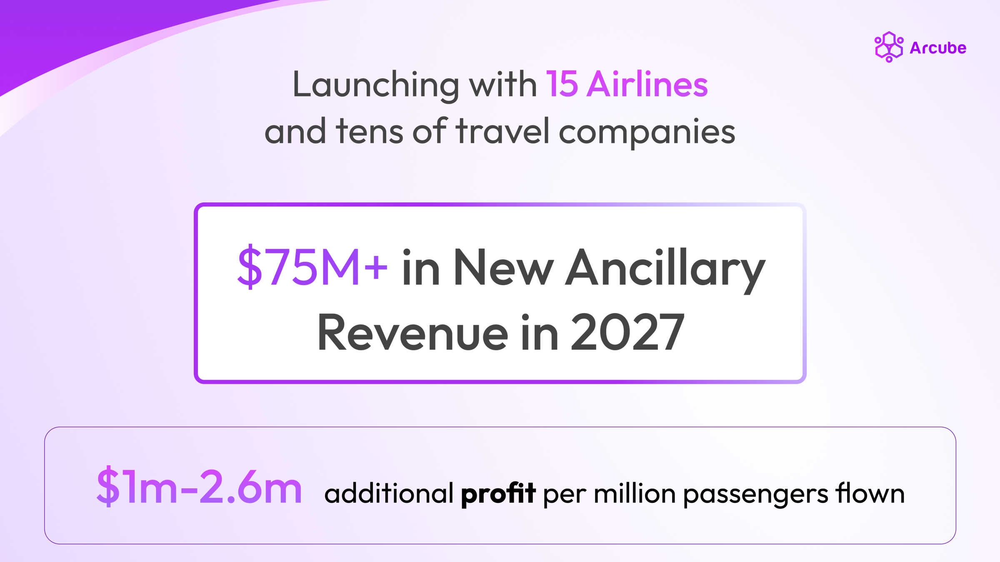 Arcube
Launching with 15 Airlines
and tens of travel companies
$75M+ in New Ancillary
Revenue in 2027
$1m-2.6m additional profit per million passengers flown